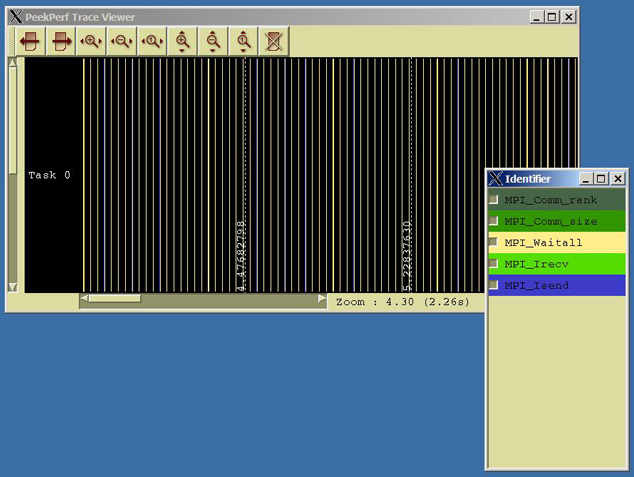 PeekPerf Trace Viewer
Task 0
4.47682798
5.22837630
Zoom : 4.30 (2.26s)
Identifier
MPI_Comm_rank
MPI_Comm_size
MPI_Waitall
MPI_Irecv
MPI_Isend